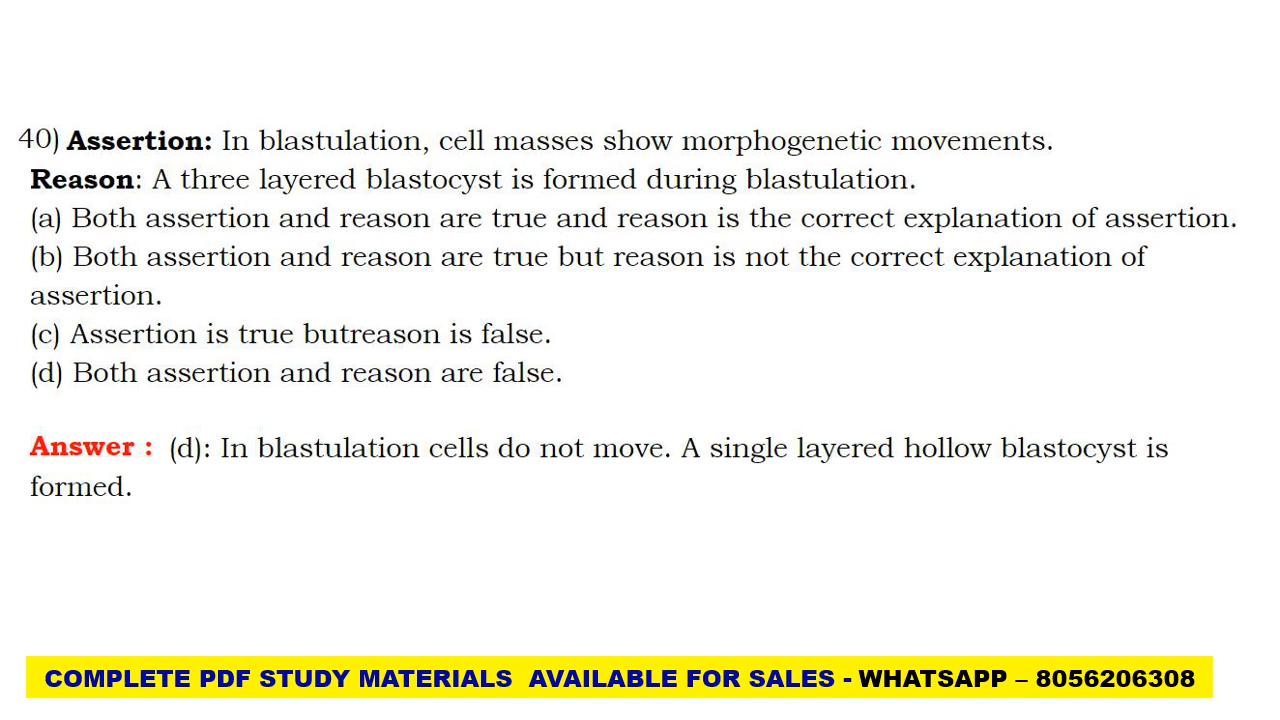 40) Assertion: In blastulation, cell masses show morphogenetic movements.
Reason: A three layered blastocyst is formed during blastulation.
(a) Both assertion and reason are true and reason is the correct explanation of assertion.
(b) Both assertion and reason are true but reason is not the correct explanation of
assertion.
(c) Assertion is true butreason is false.
(d) Both assertion and reason are false.
Answer : (d): In blastulation cells do not move. A single layered hollow blastocyst is
formed.
COMPLETE PDF STUDY MATERIALS AVAILABLE FOR SALES - WHATSAPP – 8056206308